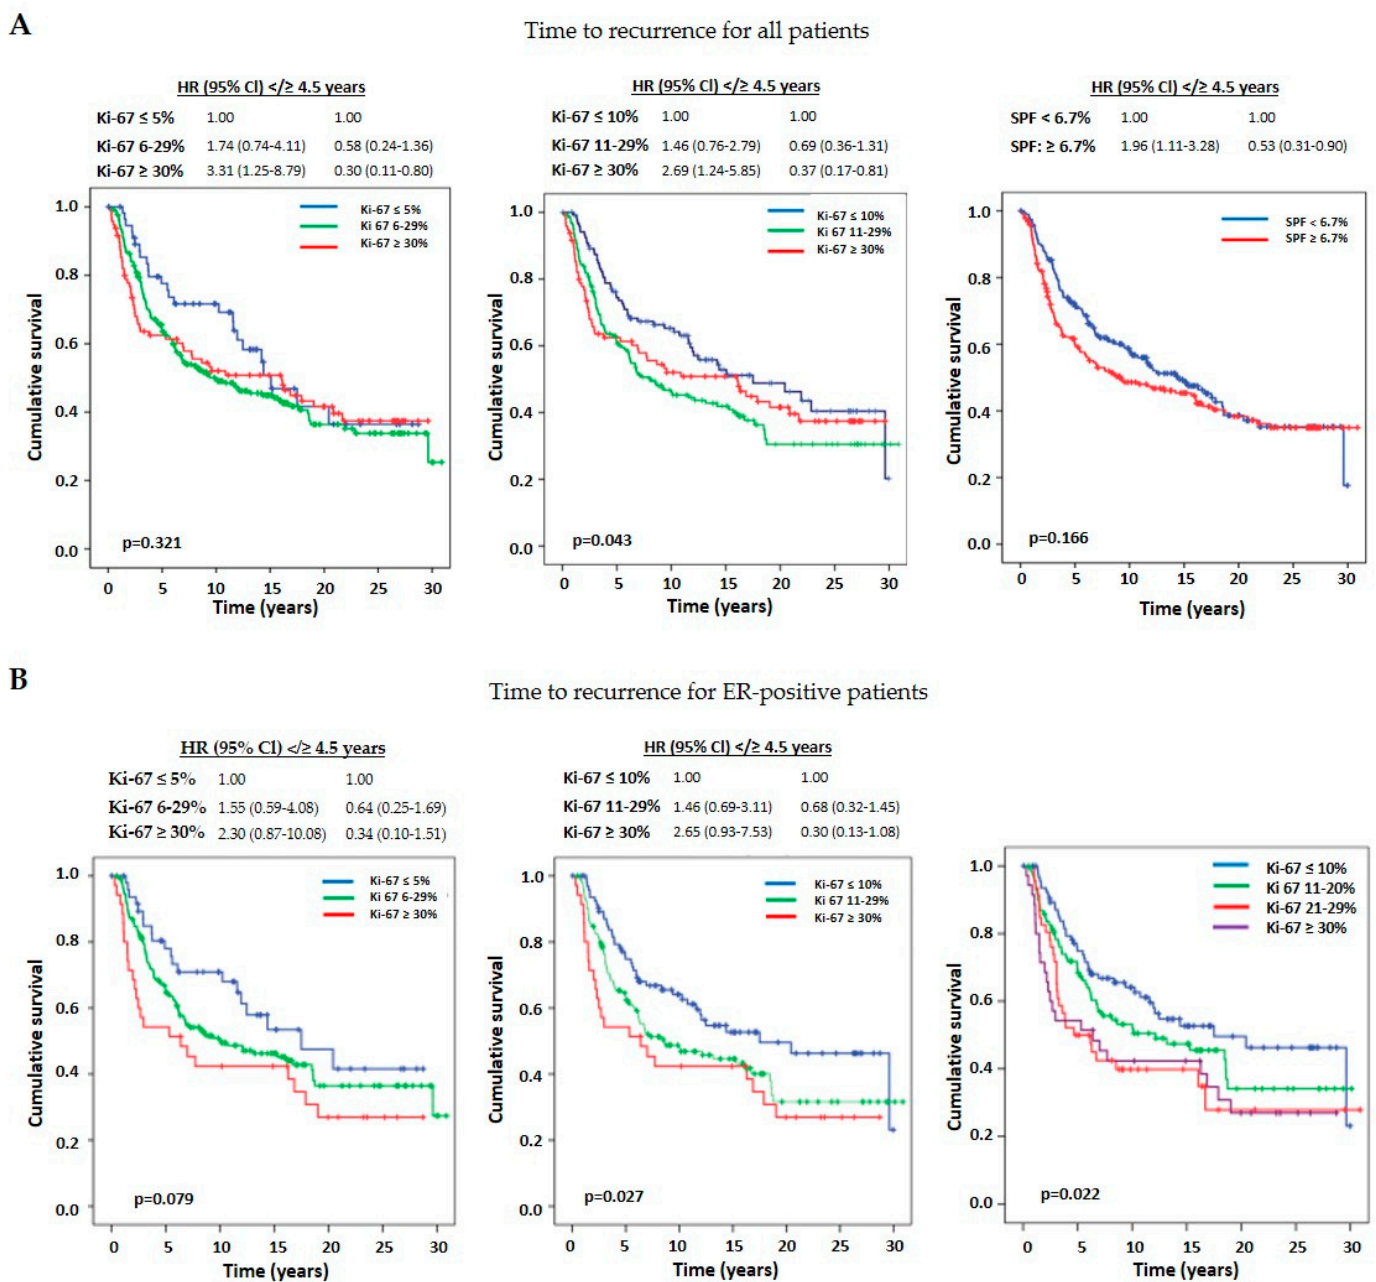 A
Time to recurrence for all patients
HR (95% Cl) </≥ 4.5 years
Ki-67 ≤ 5% 1.00 1.00
Ki-67 6-29% 1.74 (0.74-4.11) 0.58 (0.24-1.36)
Ki-67 ≥ 30% 3.31 (1.25-8.79) 0.30 (0.11-0.80)
Ki-67 ≤ 5%
Ki 67 6-29%
Ki-67 ≥ 30%
Cumulative survival
1.0
0.8
0.6
0.4
0.2
0.0
p=0.321
0 5 10 15 20 25 30
Time (years)
HR (95% Cl) </≥ 4.5 years
Ki-67 ≤ 10% 1.00 1.00
Ki-67 11-29% 1.46 (0.76-2.79) 0.69 (0.36-1.31)
Ki-67 ≥ 30% 2.69 (1.24-5.85) 0.37 (0.17-0.81)
Ki-67 ≤ 10%
Ki 67 11-29%
Ki-67 ≥ 30%
Cumulative survival
1.0
0.8
0.6
0.4
0.2
0.0
p=0.043
0 5 10 15 20 25 30
Time (years)
HR (95% Cl) </≥ 4.5 years
SPF < 6.7% 1.00 1.00
SPF: ≥ 6.7% 1.96 (1.11-3.28) 0.53 (0.31-0.90)
SPF < 6.7%
SPF ≥ 6.7%
Cumulative survival
1.0
0.8
0.6
0.4
0.2
0.0
p=0.166
0 5 10 15 20 25 30
Time (years)
B
Time to recurrence for ER-positive patients
HR (95% Cl) </≥ 4.5 years
Ki-67 ≤ 5% 1.00 1.00
Ki-67 6-29% 1.55 (0.59-4.08) 0.64 (0.25-1.69)
Ki-67 ≥ 30% 2.30 (0.87-10.08) 0.34 (0.10-1.51)
Ki-67 ≤ 5%
Ki 67 6-29%
Ki-67 ≥ 30%
Cumulative survival
1.0
0.8
0.6
0.4
0.2
0.0
p=0.079
0 5 10 15 20 25 30
Time (years)
HR (95% Cl) </≥ 4.5 years
Ki-67 ≤ 10% 1.00 1.00
Ki-67 11-29% 1.46 (0.69-3.11) 0.68 (0.32-1.45)
Ki-67 ≥ 30% 2.65 (0.93-7.53) 0.30 (0.13-1.08)
Ki-67 ≤ 10%
Ki 67 11-29%
Ki-67 ≥ 30%
Cumulative survival
1.0
0.8
0.6
0.4
0.2
0.0
p=0.027
0 5 10 15 20 25 30
Time (years)
Ki-67 ≤ 10%
Ki 67 11-20%
Ki-67 21-29%
Ki-67 ≥ 30%
Cumulative survival
1.0
0.8
0.6
0.4
0.2
0.0
p=0.022
0 5 10 15 20 25 30
Time (years)